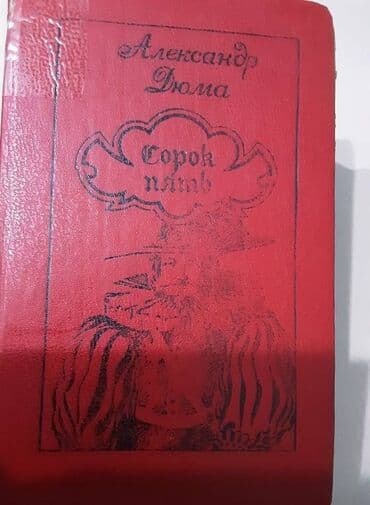 Александр
Дюма
Сорок
пять